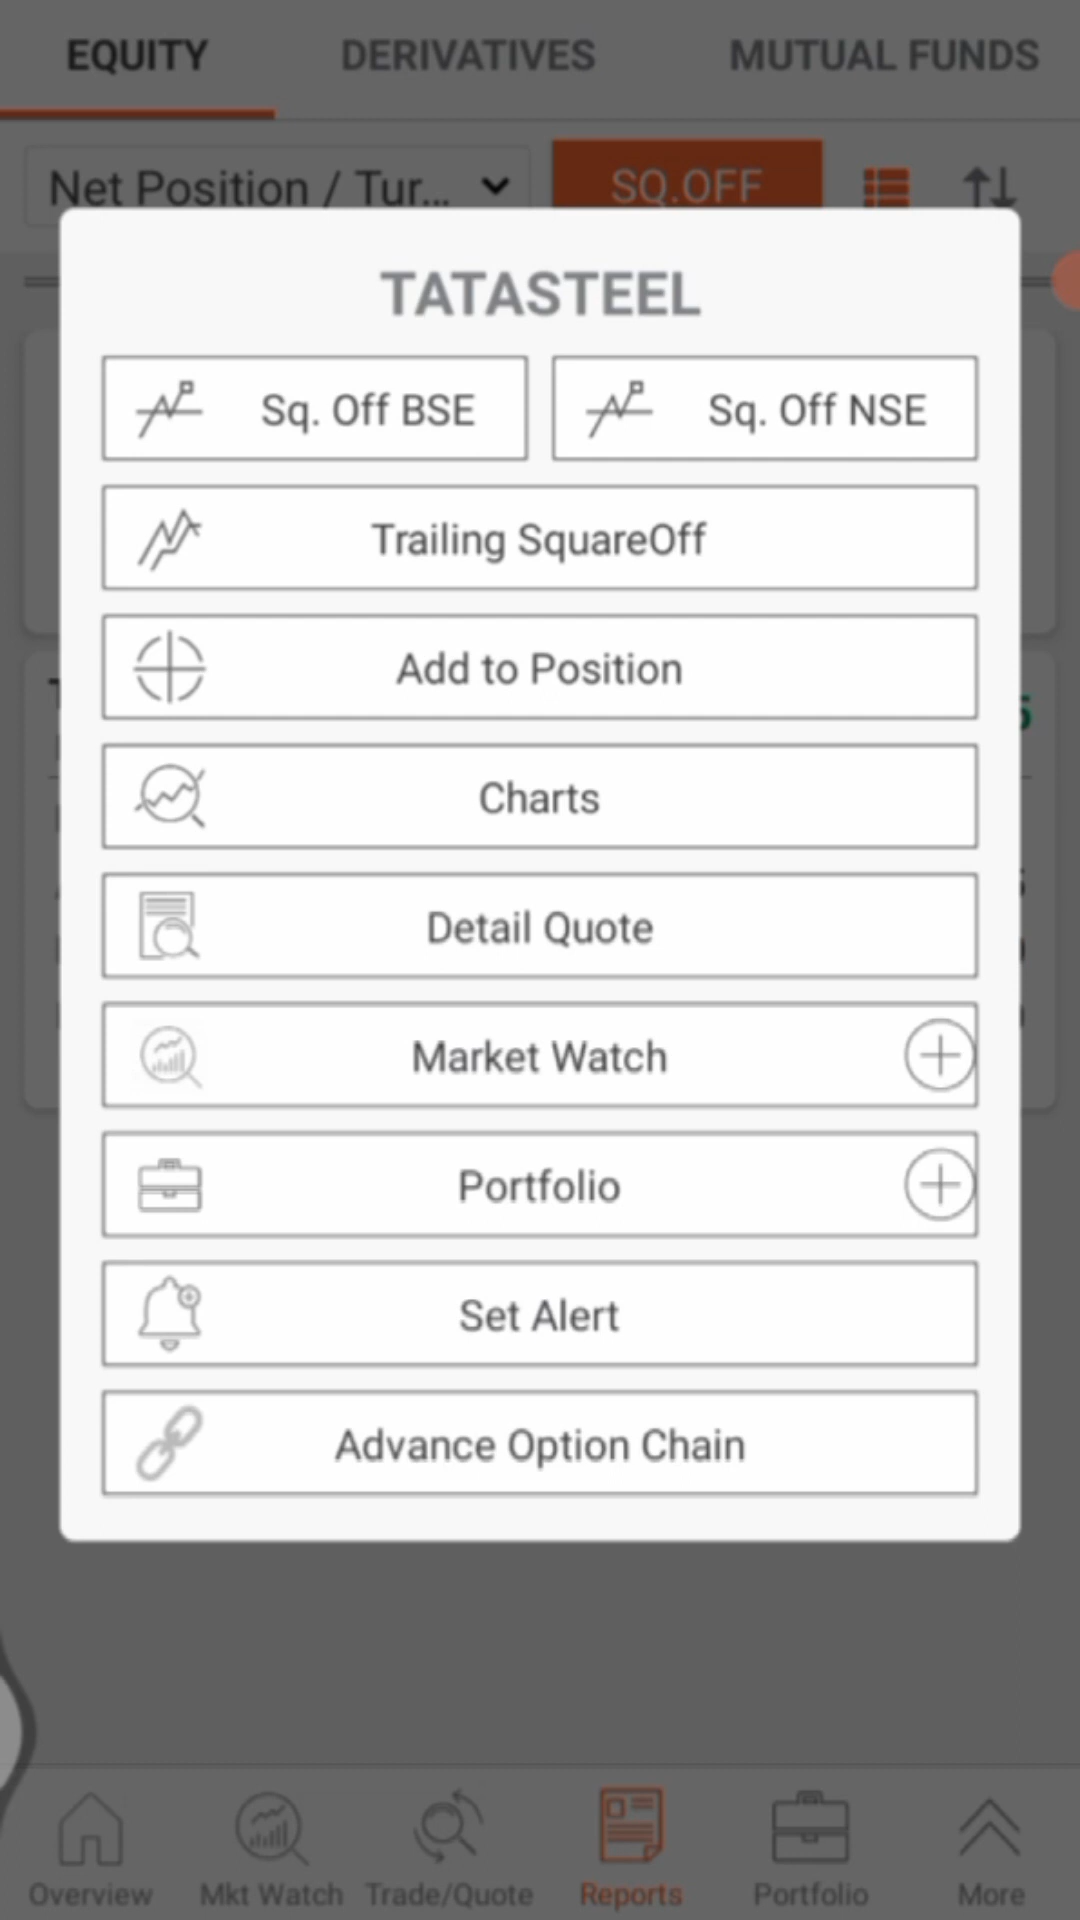 EQUITY DERIVATIVES MUTUAL FUNDS
Net Position / Tur... SQ.OFF
TATASTEEL
Sq. Off BSE Sq. Off NSE
Trailing SquareOff
Add to Position
Charts
Detail Quote
Market Watch
Portfolio
Set Alert
Advance Option Chain
Overview Mkt Watch Trade/Quote Reports Portfolio More